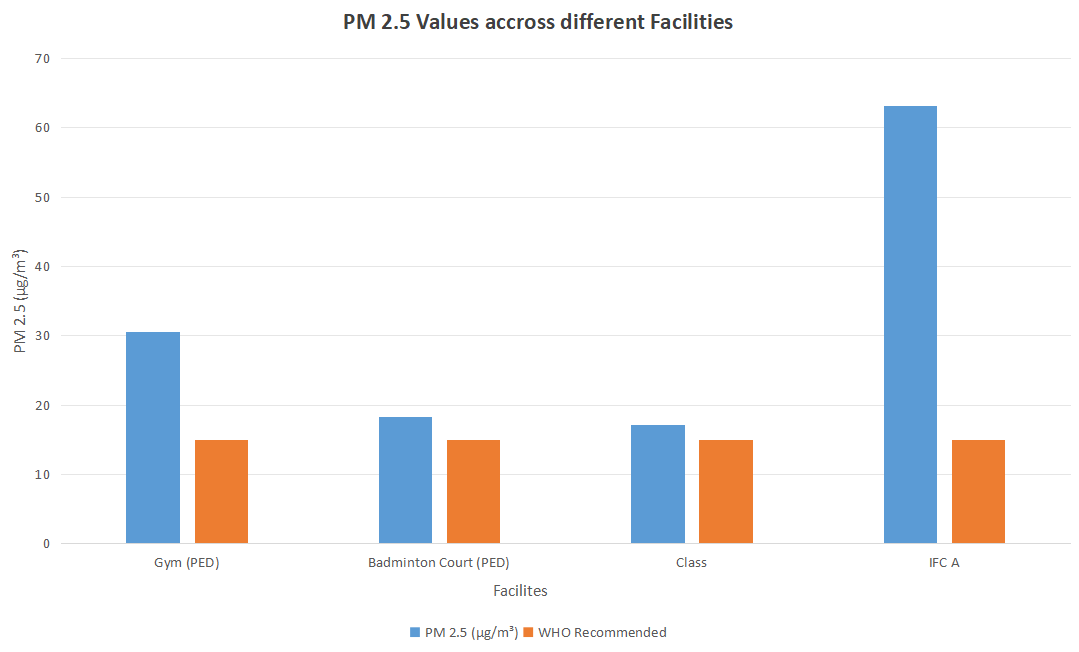 PM 2.5 Values accross different Facilities
70
60
50
40
30
20
10
0
PM 2.5 (µg/m³)
Gym (PED) Badminton Court (PED) Class IFC A
Facilites
PM 2.5 (µg/m³) WHO Recommended